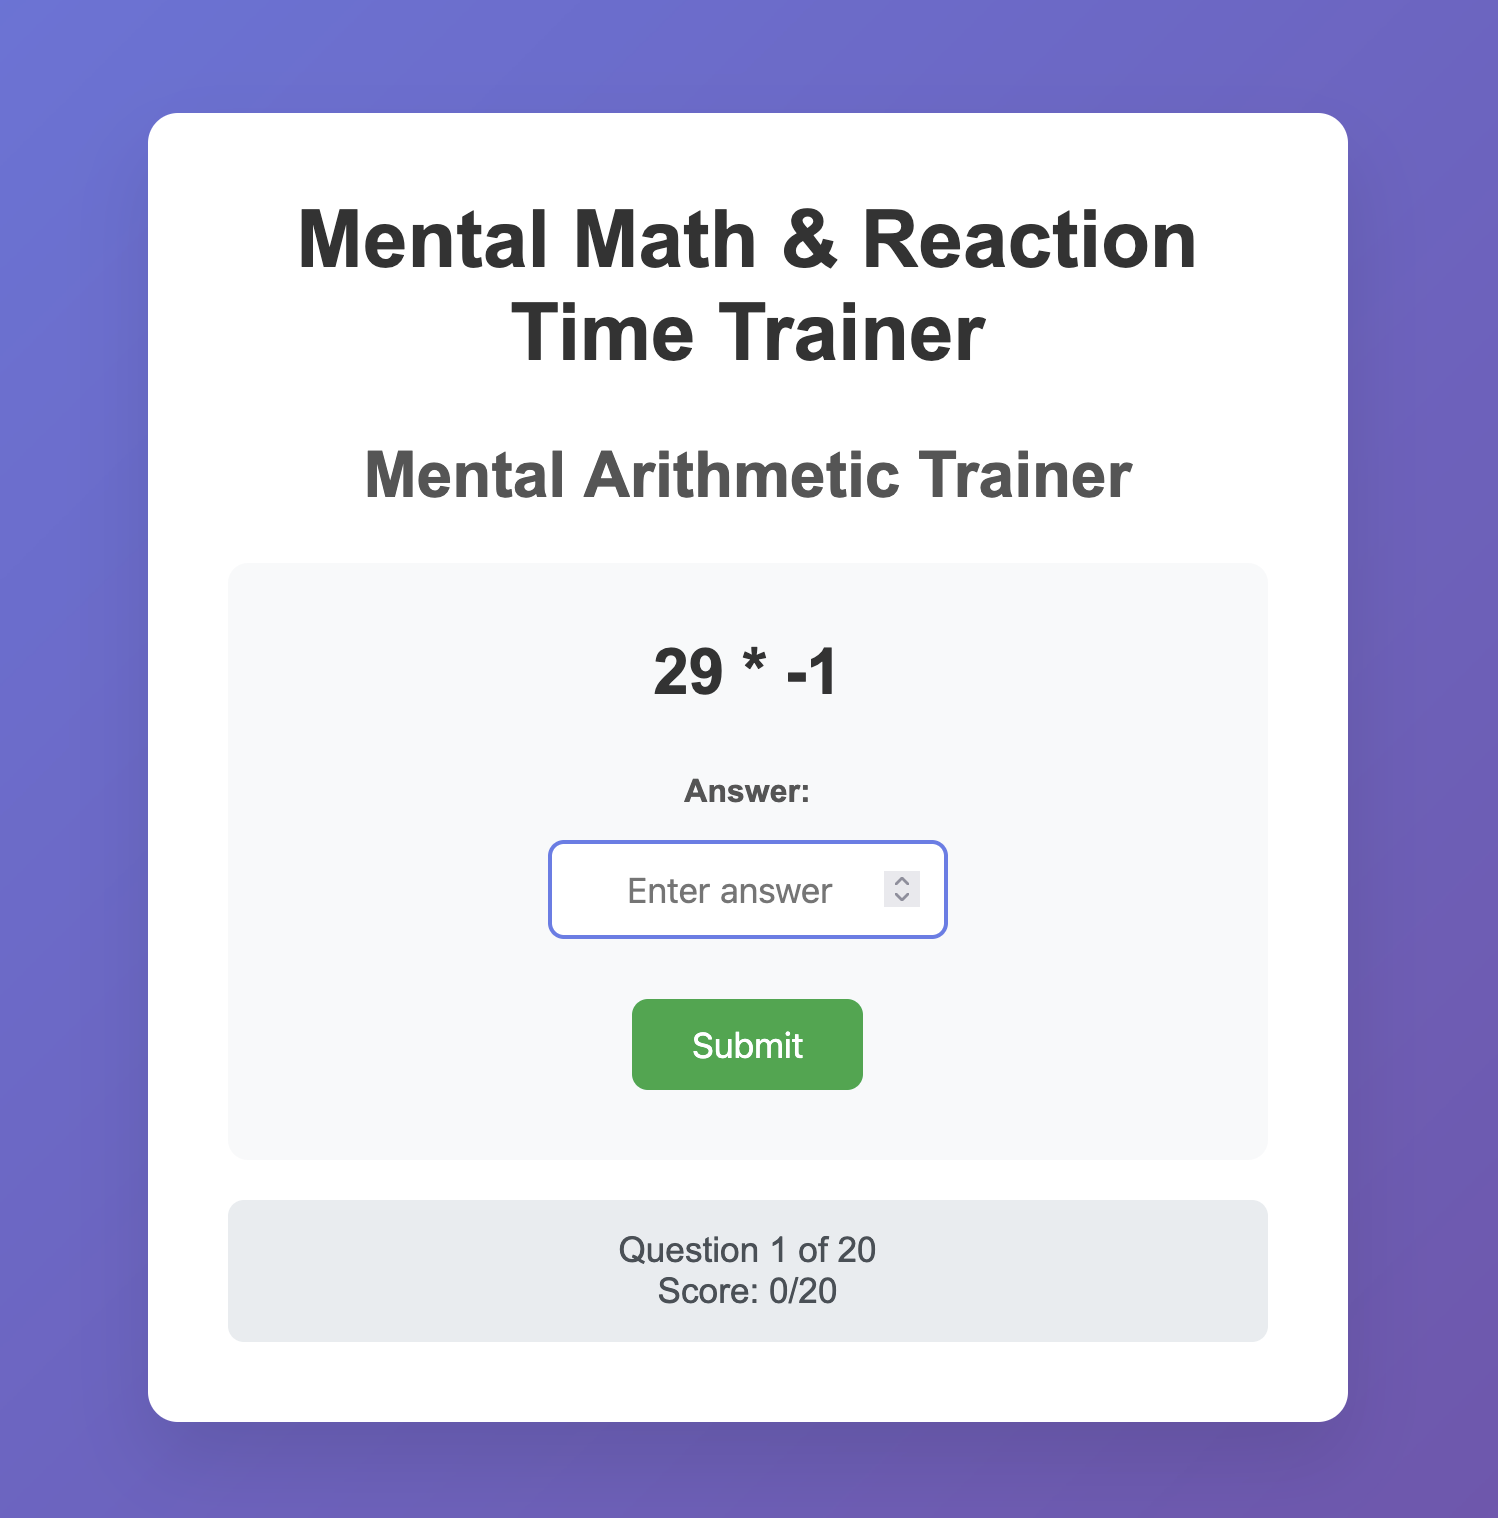 Mental Math & Reaction
Time Trainer
Mental Arithmetic Trainer
29 * -1
Answer:
Enter answer
Submit
Question 1 of 20
Score: 0/20